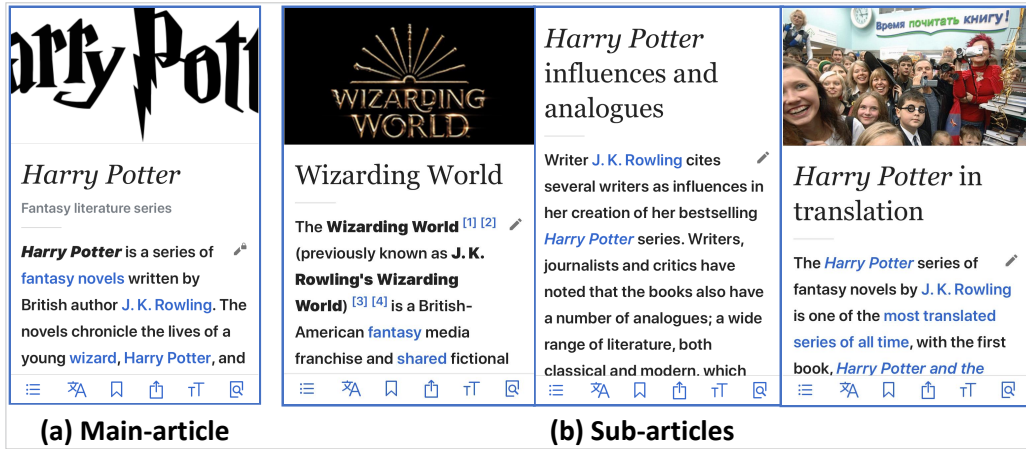 arry Pott
Harry Potter
Fantasy literature series
Harry Potter is a series of
fantasy novels written by
British author J. K. Rowling. The
novels chronicle the lives of a
young wizard, Harry Potter, and
WIZARDING
WORLD
Wizarding World
The Wizarding World [1] [2]
(previously known as J. K.
Rowling's Wizarding
World) [3] [4] is a British-
American fantasy media
franchise and shared fictional
Harry Potter
influences and
analogues
Writer J. K. Rowling cites
several writers as influences in
her creation of her bestselling
Harry Potter series. Writers,
journalists and critics have
noted that the books also have
a number of analogues; a wide
range of literature, both
classical and modern, which
Время почитать книгу!
Harry Potter in
translation
The Harry Potter series of
fantasy novels by J. K. Rowling
is one of the most translated
series of all time, with the first
book, Harry Potter and the
(a) Main-article
(b) Sub-articles